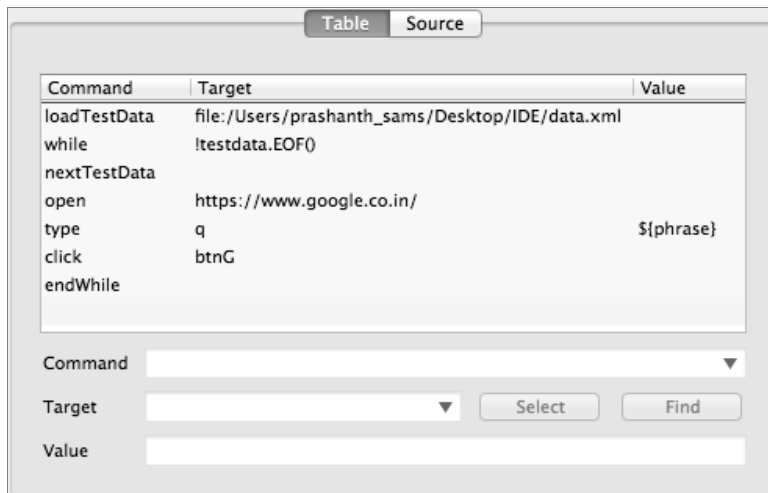 Table Source
Command Target Value
loadTestData file:/Users/prashanth_sams/Desktop/IDE/data.xml
while !testdata.EOF()
nextTestData
open https://www.google.co.in/
type q ${phrase}
click btnG
endWhile
Command
Target Select Find
Value